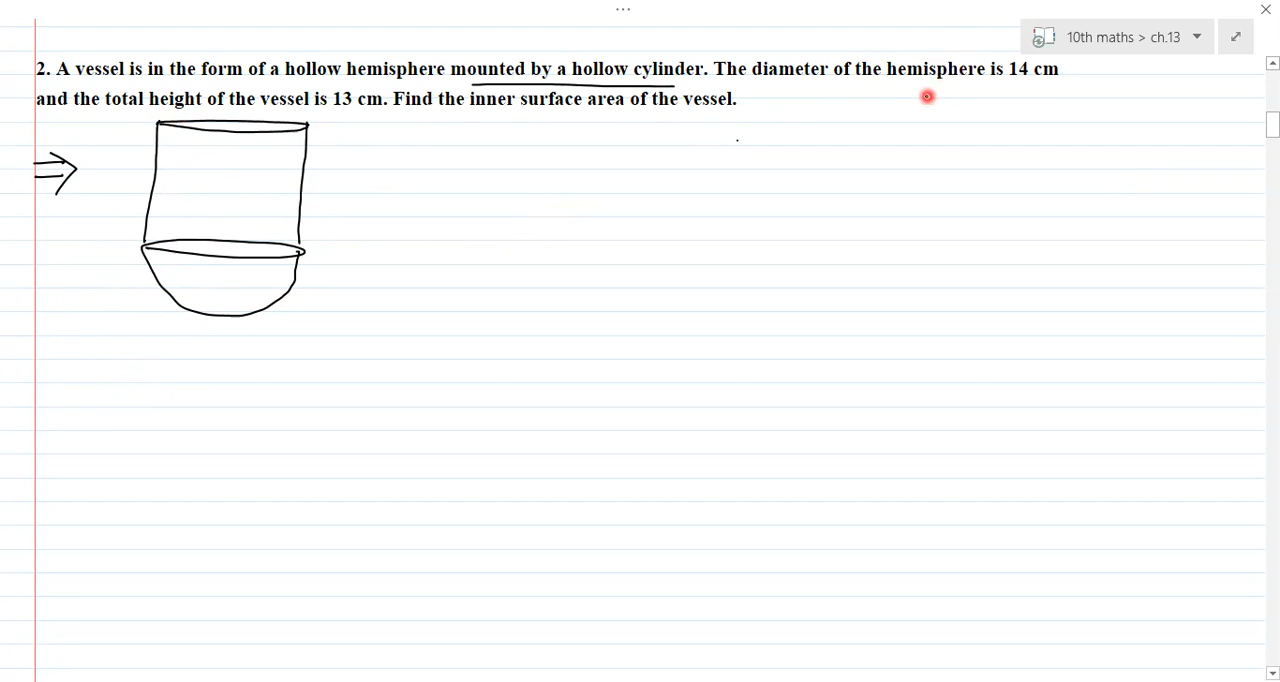 10th maths > ch.13
2. A vessel is in the form of a hollow hemisphere mounted by a hollow cylinder. The diameter of the hemisphere is 14 cm
and the total height of the vessel is 13 cm. Find the inner surface area of the vessel.